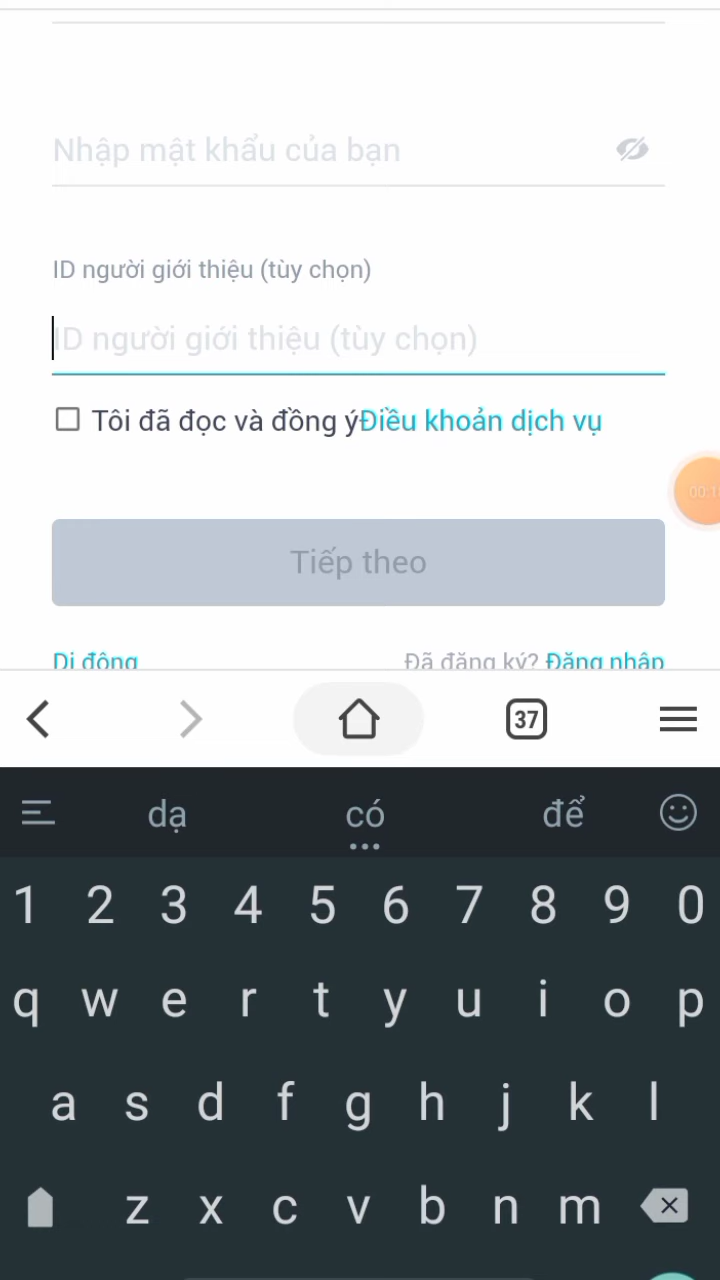 Nhập mật khẩu của bạn
ID người giới thiệu (tùy chọn)
ID người giới thiệu (tùy chọn)
Tôi đã đọc và đồng ýĐiều khoản dịch vụ
Tiếp theo
Di động Đã đăng ký? Đăng nhập
37
dạ có để
1 2 3 4 5 6 7 8 9 0
q w e r t y u i o p
a s d f g h j k l
z x c v b n m